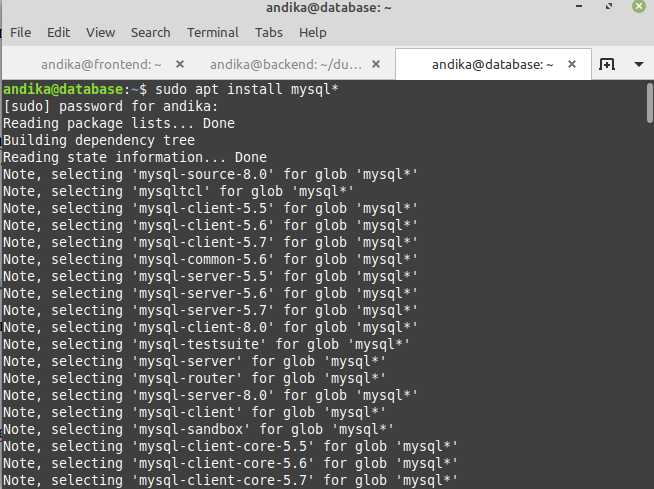 andika@database: ~
File Edit View Search Terminal Tabs Help
andika@frontend: ~ × andika@backend: ~/du... × andika@database: ~ ×
andika@database:~$ sudo apt install mysql*
[sudo] password for andika:
Reading package lists... Done
Building dependency tree
Reading state information... Done
Note, selecting 'mysql-source-8.0' for glob 'mysql*'
Note, selecting 'mysqltcl' for glob 'mysql*'
Note, selecting 'mysql-client-5.5' for glob 'mysql*'
Note, selecting 'mysql-client-5.6' for glob 'mysql*'
Note, selecting 'mysql-client-5.7' for glob 'mysql*'
Note, selecting 'mysql-common-5.6' for glob 'mysql*'
Note, selecting 'mysql-server-5.5' for glob 'mysql*'
Note, selecting 'mysql-server-5.6' for glob 'mysql*'
Note, selecting 'mysql-server-5.7' for glob 'mysql*'
Note, selecting 'mysql-client-8.0' for glob 'mysql*'
Note, selecting 'mysql-testsuite' for glob 'mysql*'
Note, selecting 'mysql-server' for glob 'mysql*'
Note, selecting 'mysql-router' for glob 'mysql*'
Note, selecting 'mysql-server-8.0' for glob 'mysql*'
Note, selecting 'mysql-client' for glob 'mysql*'
Note, selecting 'mysql-sandbox' for glob 'mysql*'
Note, selecting 'mysql-client-core-5.5' for glob 'mysql*'
Note, selecting 'mysql-client-core-5.6' for glob 'mysql*'
Note, selecting 'mysql-client-core-5.7' for glob 'mysql*'